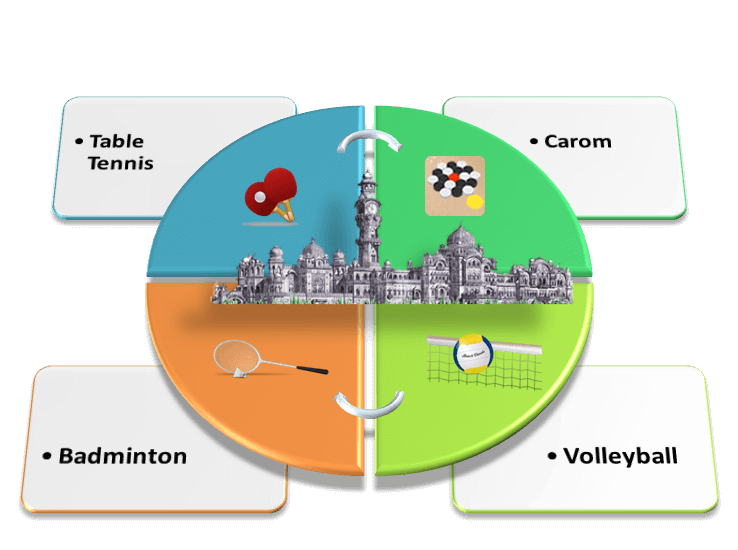 • Table
Tennis
• Carom
• Badminton
• Volleyball